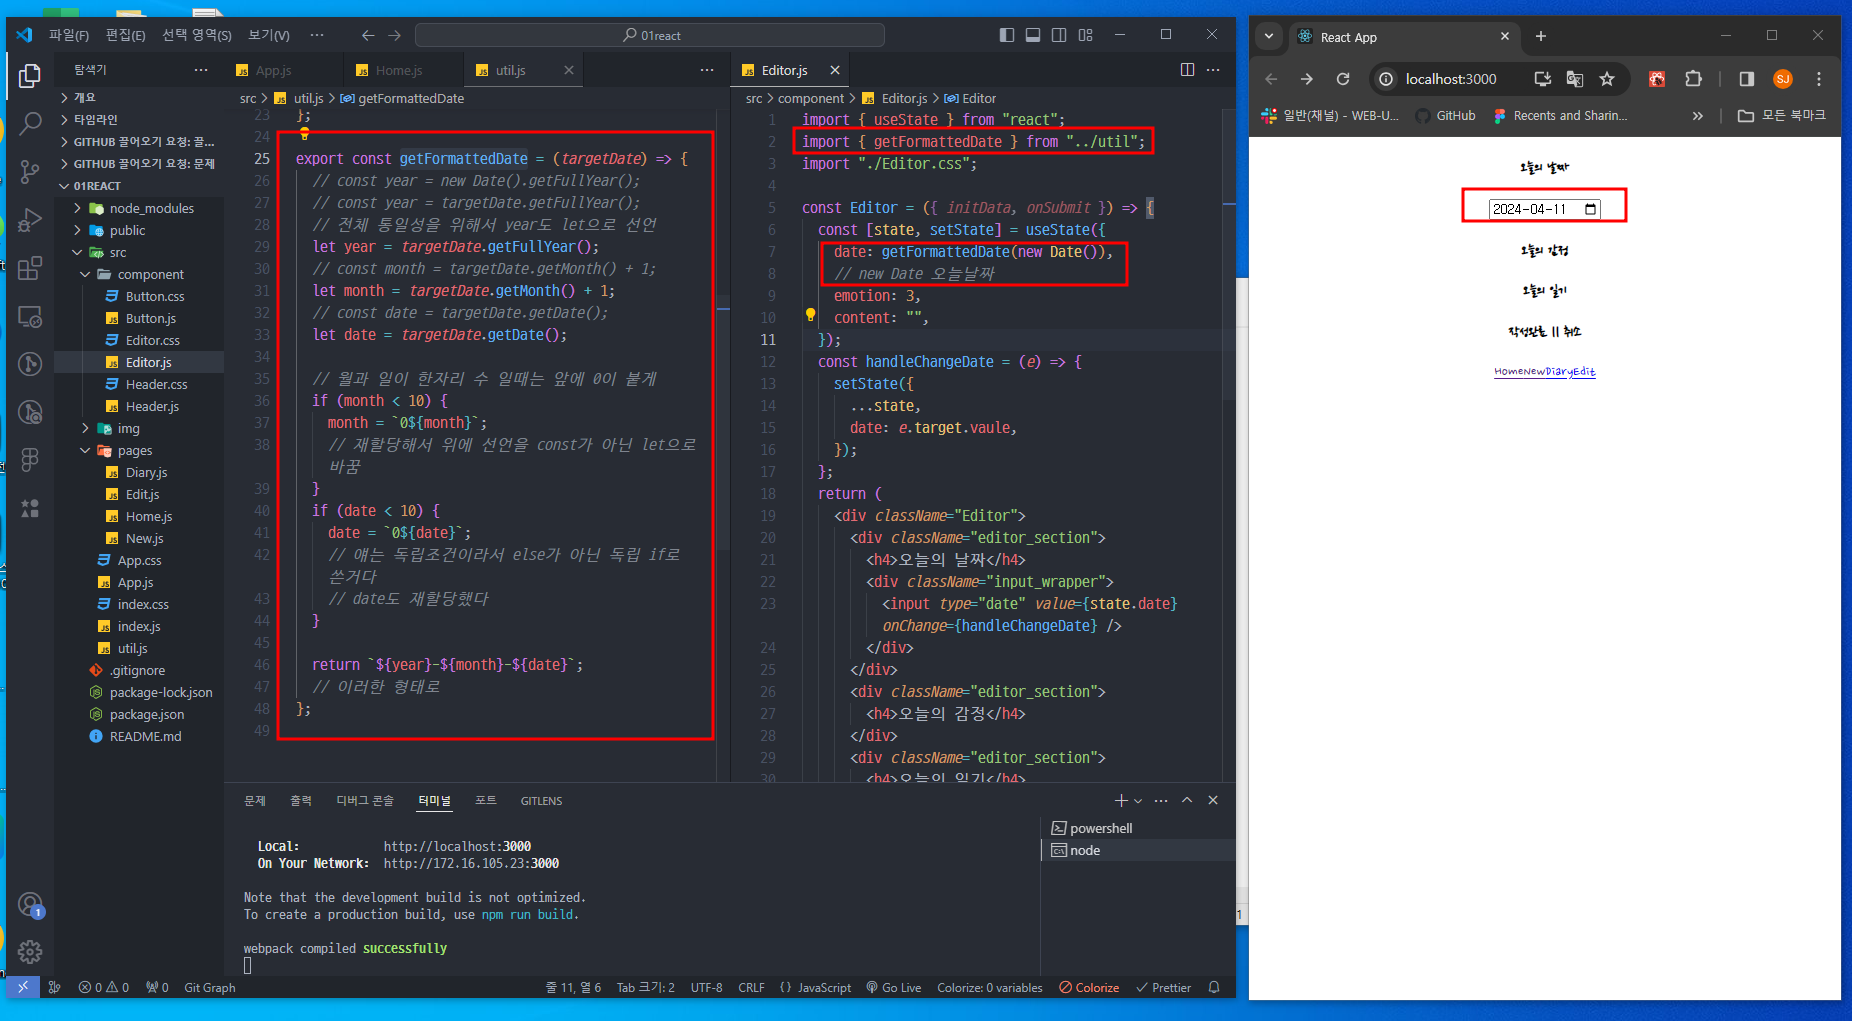 파일(F) 편집(E) 선택 영역(S) 보기(V) ··· 01react
탐색기 ···
개요
타임라인
GITHUB 끌어오기 요청: 끌...
GITHUB 끌어오기 요청: 문제
01REACT
node_modules
public
src
component
Button.css
Button.js
Editor.css
Editor.js
Header.css
Header.js
img
pages
Diary.js
Edit.js
Home.js
New.js
App.css
App.js
index.css
index.js
util.js
.gitignore
package-lock.json
package.json
README.md
App.js Home.js util.js ···
src > util.js > getFormattedDate
23 };
24
25 export const getFormattedDate = (targetDate) => {
26 // const year = new Date().getFullYear();
27 // const year = targetDate.getFullYear();
28 // 전체 통일성을 위해서 year도 let으로 선언
29 let year = targetDate.getFullYear();
30 // const month = targetDate.getMonth() + 1;
31 let month = targetDate.getMonth() + 1;
32 // const date = targetDate.getDate();
33 let date = targetDate.getDate();
34
35 // 월과 일이 한자리 수 일때는 앞에 0이 붙게
36 if (month < 10) {
37 month = `0${month}`;
38 // 재할당해서 위에 선언을 const가 아닌 let으로
바꿈
39 }
40 if (date < 10) {
41 date = `0${date}`;
42 // 얘는 독립조건이라서 else가 아닌 독립 if로
쓴거다
43 // date도 재할당했다
44 }
45
46 return `${year}-${month}-${date}`;
47 // 이러한 형태로
48 };
49
Editor.js ···
src > component > Editor.js > Editor
1 import { useState } from "react";
2 import { getFormattedDate } from "../util";
3 import "./Editor.css";
4
5 const Editor = ({ initData, onSubmit }) => {
6 const [state, setState] = useState({
7 date: getFormattedDate(new Date()),
8 // new Date 오늘날짜
9 emotion: 3,
10 content: "",
11 });
12 const handleChangeDate = (e) => {
13 setState({
14 ...state,
15 date: e.target.vaule,
16 });
17 };
18 return (
19 <div className="Editor">
20 <div className="editor_section">
21 <h4>오늘의 날짜</h4>
22 <div className="input_wrapper">
23 <input type="date" value={state.date}
onChange={handleChangeDate} />
24 </div>
25 </div>
26 <div className="editor_section">
27 <h4>오늘의 감정</h4>
28 </div>
29 <div className="editor_section">
30 <h4>오늘의 일기</h4>
문제 출력 디버그 콘솔 터미널 포트 GITLENS
Local: http://localhost:3000
On Your Network: http://172.16.105.23:3000
Note that the development build is not optimized.
To create a production build, use npm run build.
webpack compiled successfully
powershell
node
1
0 0 0 Git Graph 줄 11, 열 6 Tab 크기: 2 UTF-8 CRLF {} JavaScript Go Live Colorize: 0 variables Colorize Prettier
React App
localhost:3000 SJ
일반(채널) - WEB-U... GitHub Recents and Sharin... » 모든 북마크
오늘의 날짜
2024-04-11
오늘의 감정
오늘의 일기
작성완료 || 취소
HomeNewDiaryEdit